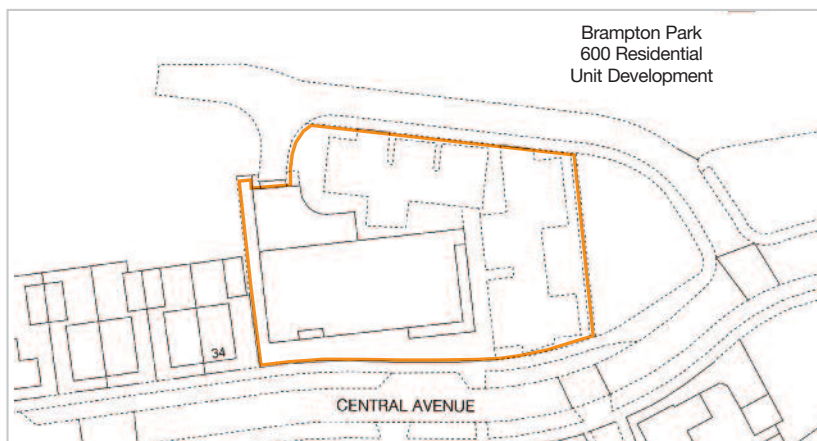 Brampton Park
600 Residential
Unit Development
34
CENTRAL AVENUE